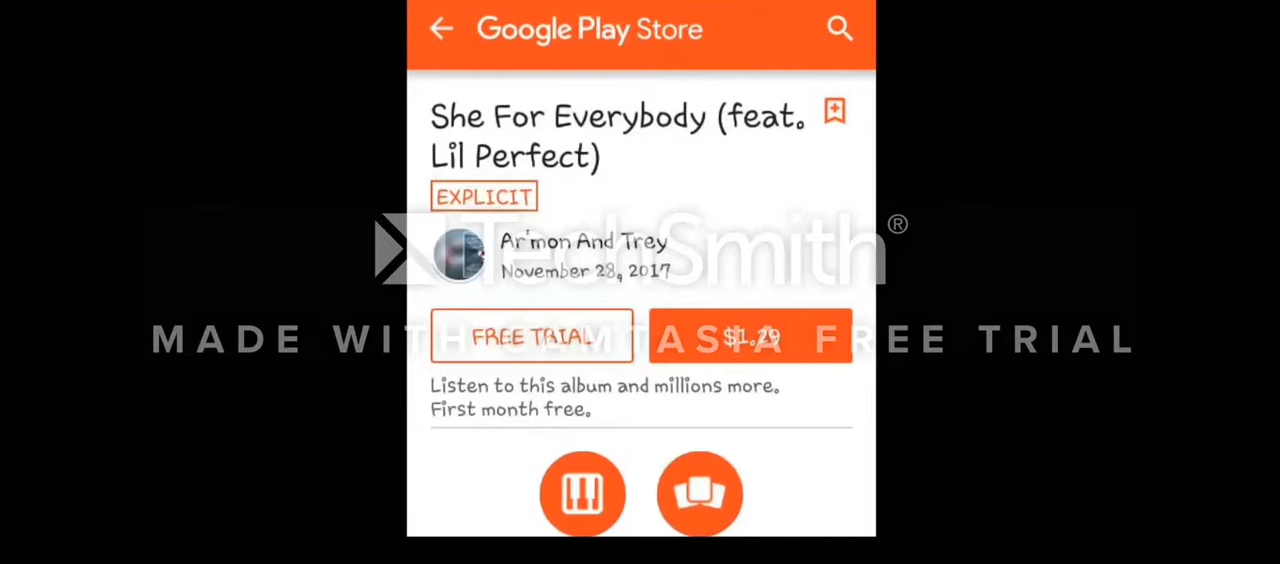 Google Play Store
She For Everybody (feat.
Lil Perfect)
EXPLICIT
TechSmith®
Ar'mon And Trey
November 28, 2017
FREE TRIAL
$1.29
MADE WITH CAMTASIA FREE TRIAL
Listen to this album and millions more.
First month free.